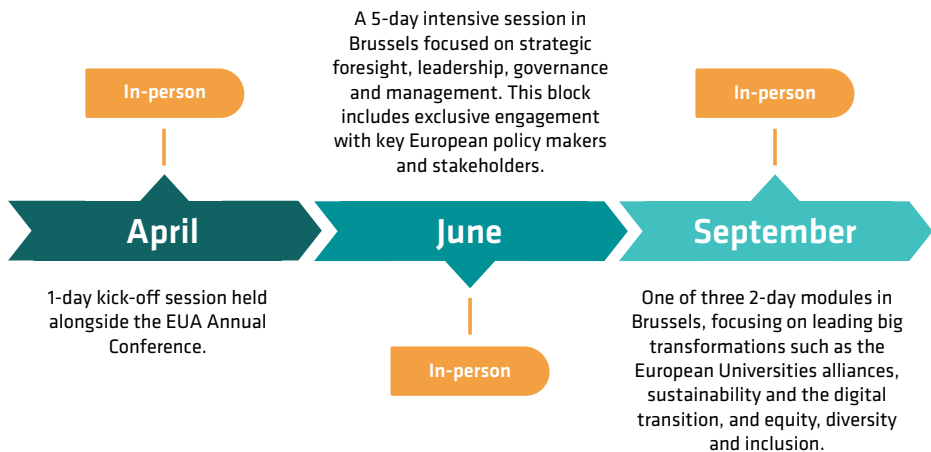 In-person
April
1-day kick-off session held
alongside the EUA Annual
Conference.
A 5-day intensive session in
Brussels focused on strategic
foresight, leadership, governance
and management. This block
includes exclusive engagement
with key European policy makers
and stakeholders.
June
In-person
In-person
September
One of three 2-day modules in
Brussels, focusing on leading big
transformations such as the
European Universities alliances,
sustainability and the digital
transition, and equity, diversity
and inclusion.